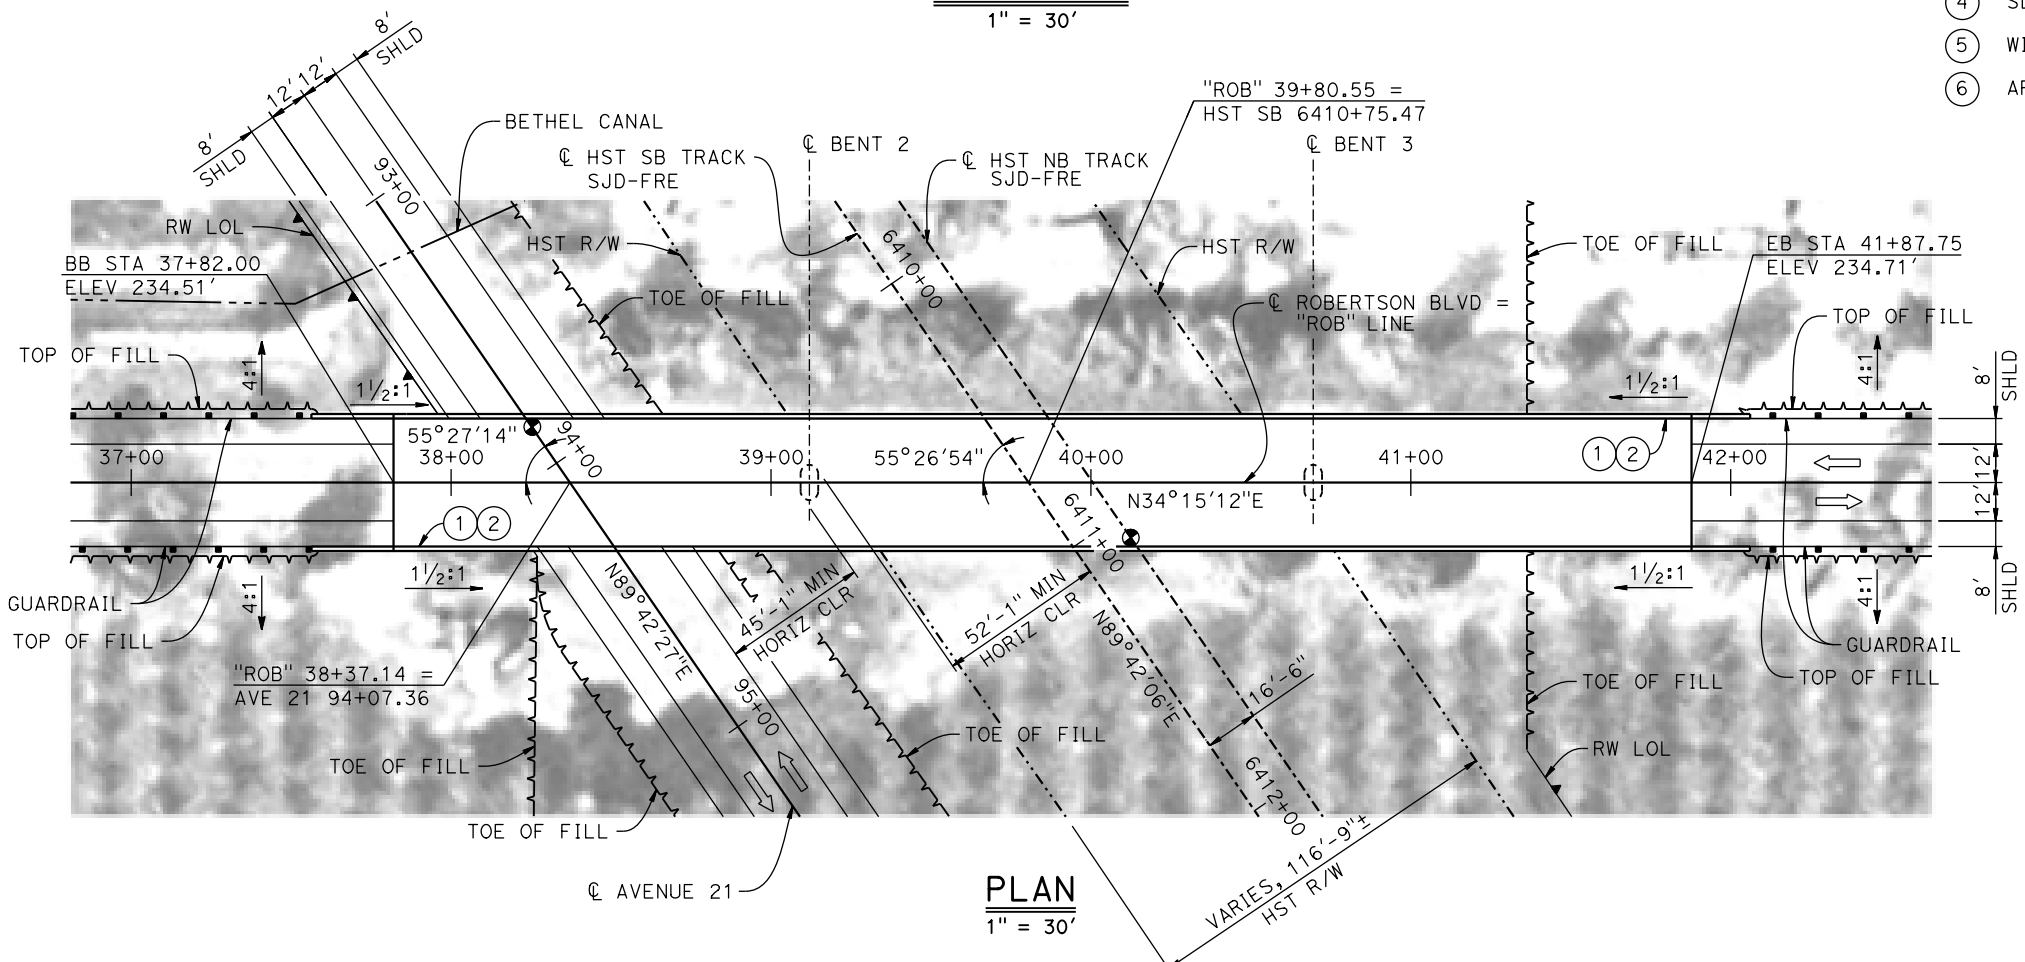 1" = 30'
4
5
6
8'
SHLD
12'
12'
8'
SHLD
BETHEL CANAL
℄ HST SB TRACK
SJD-FRE
℄ BENT 2
℄ HST NB TRACK
SJD-FRE
"ROB" 39+80.55 =
HST SB 6410+75.47
℄ BENT 3
93+00
RW LOL
HST R/W
6410+00
HST R/W
TOE OF FILL
EB STA 41+87.75
ELEV 234.71'
BB STA 37+82.00
ELEV 234.51'
TOE OF FILL
℄ ROBERTSON BLVD =
"ROB" LINE
TOP OF FILL
TOP OF FILL
4:1
1½:1
1½:1
4:1
8'
SHLD
55°27'14"
94+00
37+00
38+00
39+00
55°26'54"
40+00
41+00
1 2
42+00
12'
12'
N34°15'12"E
1 2
6411+00
1½:1
1½:1
4:1
4:1
8'
SHLD
GUARDRAIL
TOP OF FILL
N89°42'27"E
45'-1" MIN
HORIZ CLR
52'-1" MIN
HORIZ CLR
N89°42'06"E
GUARDRAIL
TOP OF FILL
"ROB" 38+37.14 =
AVE 21 94+07.36
95+00
16'-6"
TOE OF FILL
TOE OF FILL
TOE OF FILL
RW LOL
6412+00
TOE OF FILL
℄ AVENUE 21
VARIES, 116'-9"±
HST R/W
PLAN
1" = 30'